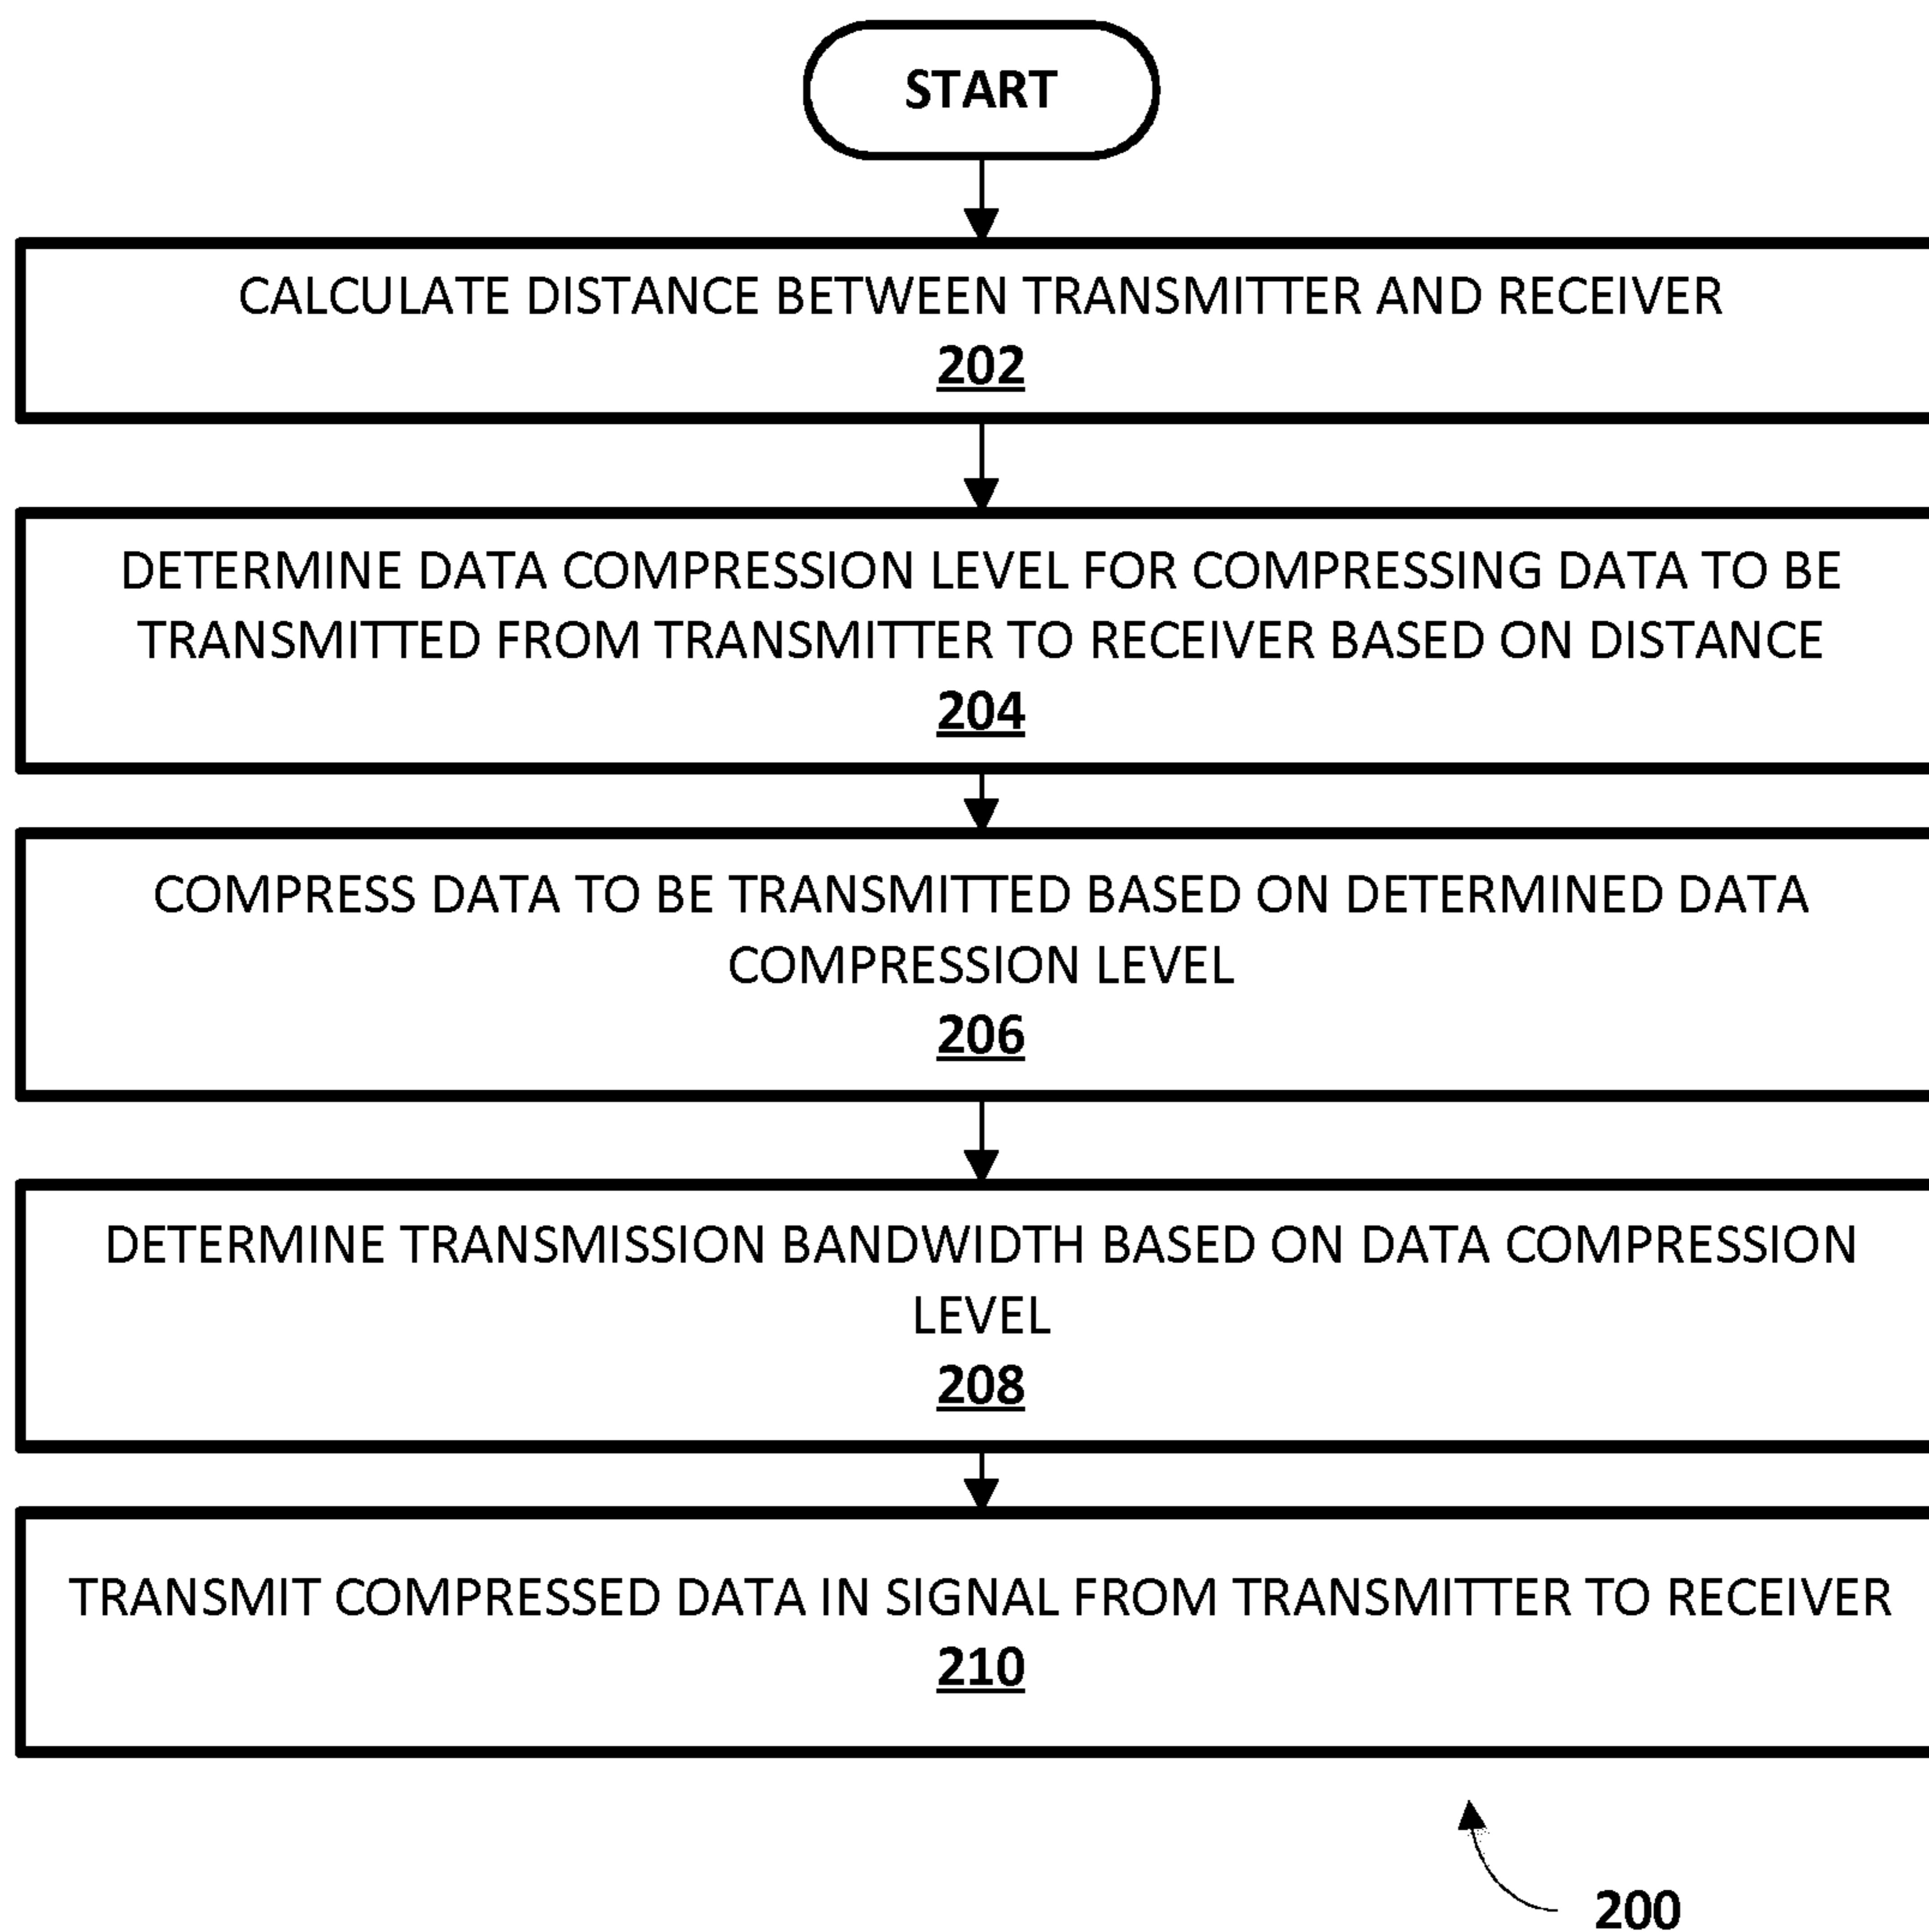 START
CALCULATE DISTANCE BETWEEN TRANSMITTER AND RECEIVER
202
DETERMINE DATA COMPRESSION LEVEL FOR COMPRESSING DATA TO BE
TRANSMITTED FROM TRANSMITTER TO RECEIVER BASED ON DISTANCE
204
COMPRESS DATA TO BE TRANSMITTED BASED ON DETERMINED DATA
COMPRESSION LEVEL
206
DETERMINE TRANSMISSION BANDWIDTH BASED ON DATA COMPRESSION
LEVEL
208
TRANSMIT COMPRESSED DATA IN SIGNAL FROM TRANSMITTER TO RECEIVER
210
200